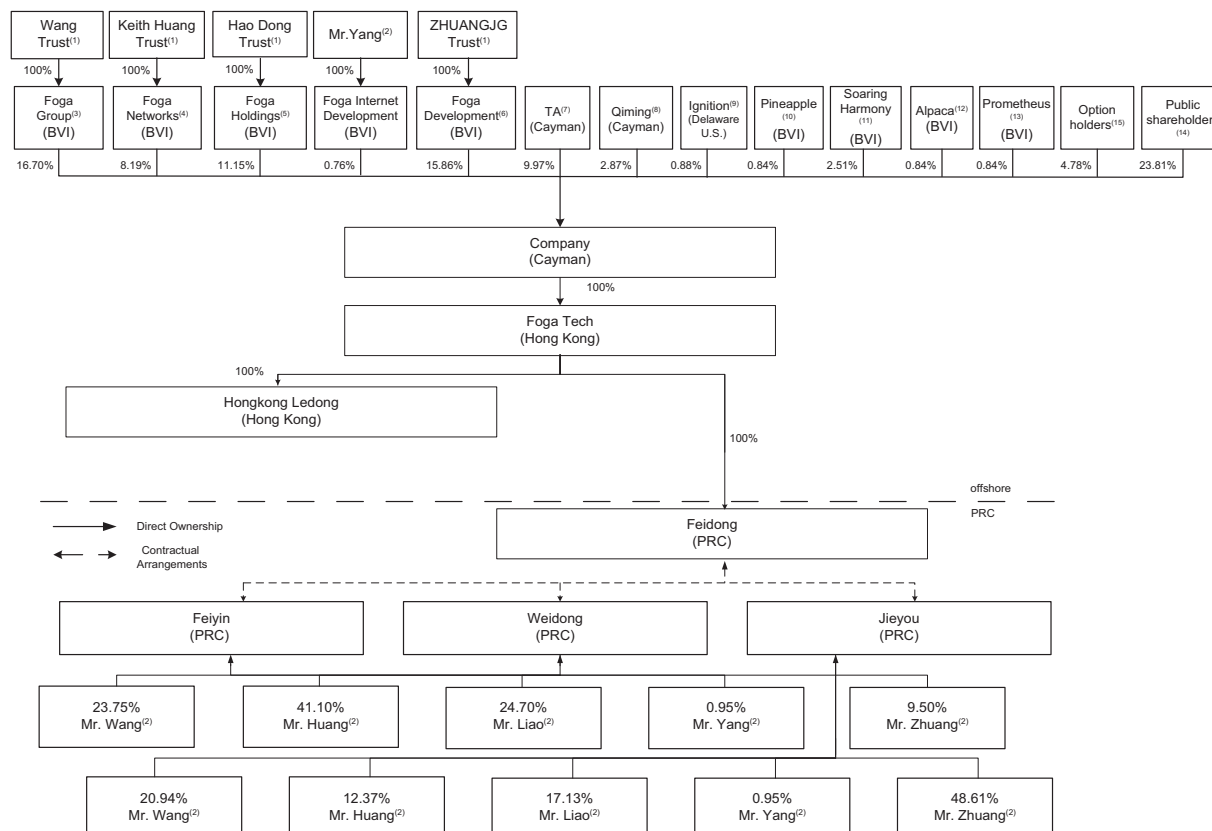 Wang
Trust(1)
Keith Huang
Trust(1)
Hao Dong
Trust(1)
Mr.Yang(2)
ZHUANGJG
Trust(1)
100%
100%
100%
100%
100%
Foga
Group(3)
(BVI)
Foga
Networks(4)
(BVI)
Foga
Holdings(5)
(BVI)
Foga Internet
Development
(BVI)
Foga
Development(6)
(BVI)
TA(7)
(Cayman)
Qiming(8)
(Cayman)
Ignition(9)
(Delaware
U.S.)
Pineapple
(10)
(BVI)
Soaring
Harmony
(11)
(BVI)
Alpaca(12)
(BVI)
Prometheus
(13)
(BVI)
Option
holders(15)
Public
shareholder
(14)
16.70%
8.19%
11.15%
0.76%
15.86%
9.97%
2.87%
0.88%
0.84%
2.51%
0.84%
0.84%
4.78%
23.81%
Company
(Cayman)
100%
Foga Tech
(Hong Kong)
100%
Hongkong Ledong
(Hong Kong)
100%
offshore
PRC
Direct Ownership
Contractual
Arrangements
Feidong
(PRC)
Feiyin
(PRC)
Weidong
(PRC)
Jieyou
(PRC)
23.75%
Mr. Wang(2)
41.10%
Mr. Huang(2)
24.70%
Mr. Liao(2)
0.95%
Mr. Yang(2)
9.50%
Mr. Zhuang(2)
20.94%
Mr. Wang(2)
12.37%
Mr. Huang(2)
17.13%
Mr. Liao(2)
0.95%
Mr. Yang(2)
48.61%
Mr. Zhuang(2)